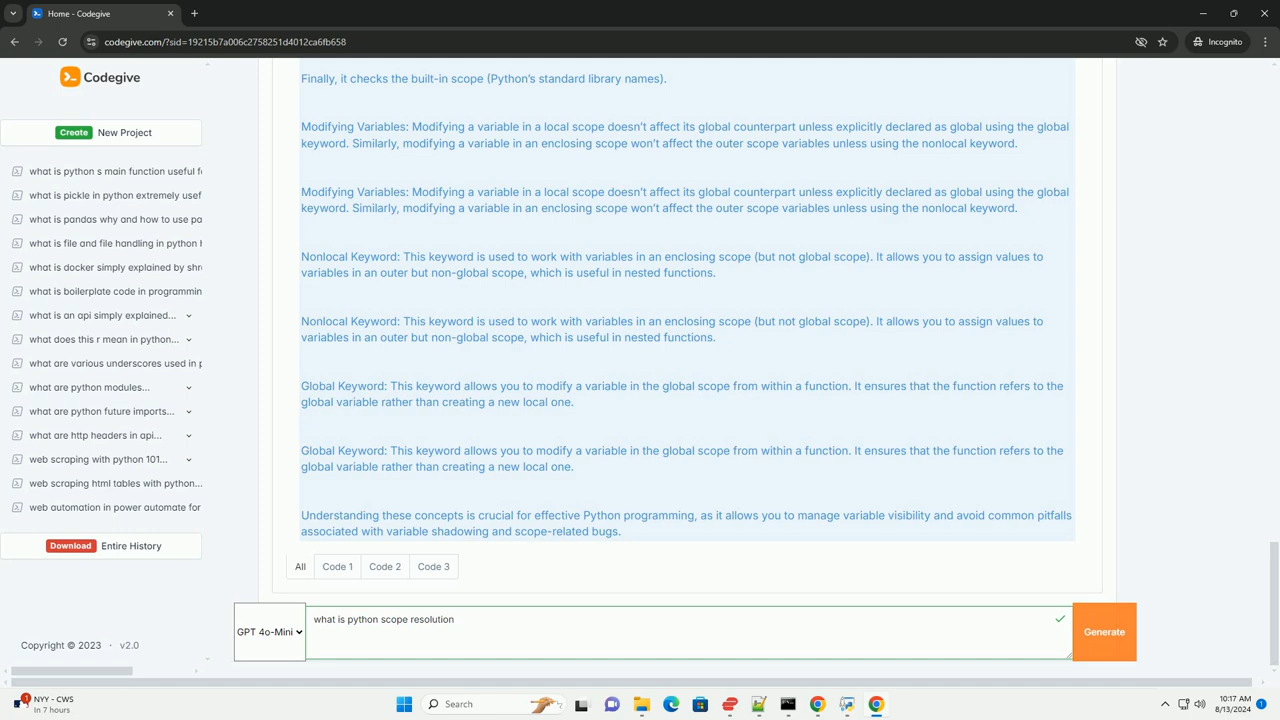 Home - Codegive
codegive.com/?sid=19215b7a006c2758251d4012ca6fb658
Incognito
Codegive
Create New Project
what is python s main function useful f
what is pickle in python extremely usef
what is pandas why and how to use pa
what is file and file handling in python h
what is docker simply explained by shr
what is boilerplate code in programmin
what is an api simply explained...
what does this r mean in python...
what are various underscores used in p
what are python modules...
what are python future imports...
what are http headers in api...
web scraping with python 101...
web scraping html tables with python...
web automation in power automate for
Download Entire History
Copyright © 2023 · v2.0
Finally, it checks the built-in scope (Python’s standard library names).
Modifying Variables: Modifying a variable in a local scope doesn’t affect its global counterpart unless explicitly declared as global using the global
keyword. Similarly, modifying a variable in an enclosing scope won’t affect the outer scope variables unless using the nonlocal keyword.
Modifying Variables: Modifying a variable in a local scope doesn’t affect its global counterpart unless explicitly declared as global using the global
keyword. Similarly, modifying a variable in an enclosing scope won’t affect the outer scope variables unless using the nonlocal keyword.
Nonlocal Keyword: This keyword is used to work with variables in an enclosing scope (but not global scope). It allows you to assign values to
variables in an outer but non-global scope, which is useful in nested functions.
Nonlocal Keyword: This keyword is used to work with variables in an enclosing scope (but not global scope). It allows you to assign values to
variables in an outer but non-global scope, which is useful in nested functions.
Global Keyword: This keyword allows you to modify a variable in the global scope from within a function. It ensures that the function refers to the
global variable rather than creating a new local one.
Global Keyword: This keyword allows you to modify a variable in the global scope from within a function. It ensures that the function refers to the
global variable rather than creating a new local one.
Understanding these concepts is crucial for effective Python programming, as it allows you to manage variable visibility and avoid common pitfalls
associated with variable shadowing and scope-related bugs.
All Code 1 Code 2 Code 3
GPT 4o-Mini
what is python scope resolution
Generate
1
NYY - CWS
In 7 hours
Search
10:17 AM
8/13/2024
1